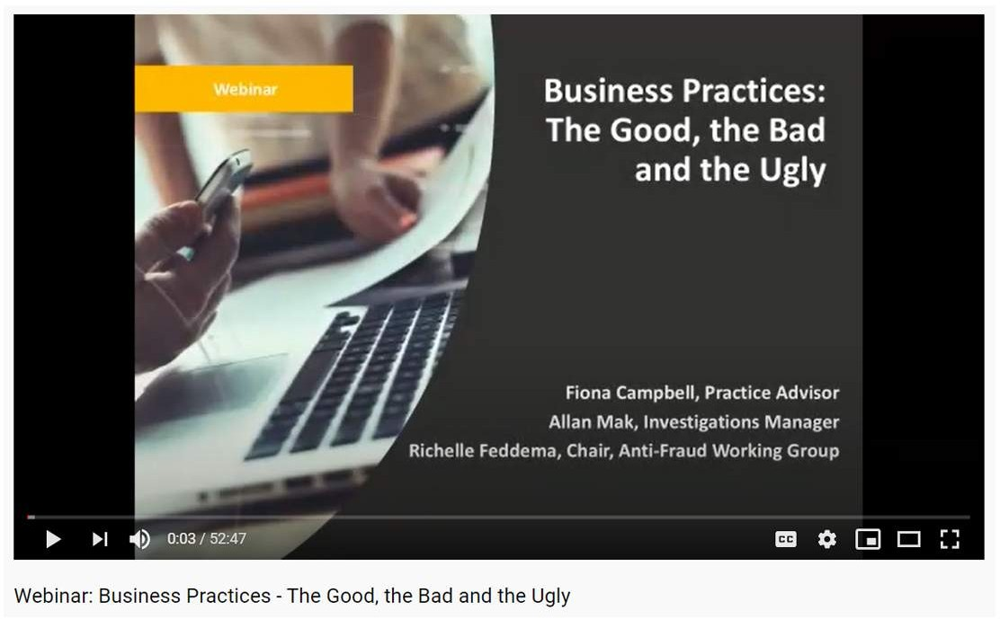 Webinar
Business Practices:
The Good, the Bad
and the Ugly
Fiona Campbell, Practice Advisor
Allan Mak, Investigations Manager
Richelle Feddema, Chair, Anti-Fraud Working Group
0:03 / 52:47
CC
Webinar: Business Practices - The Good, the Bad and the Ugly